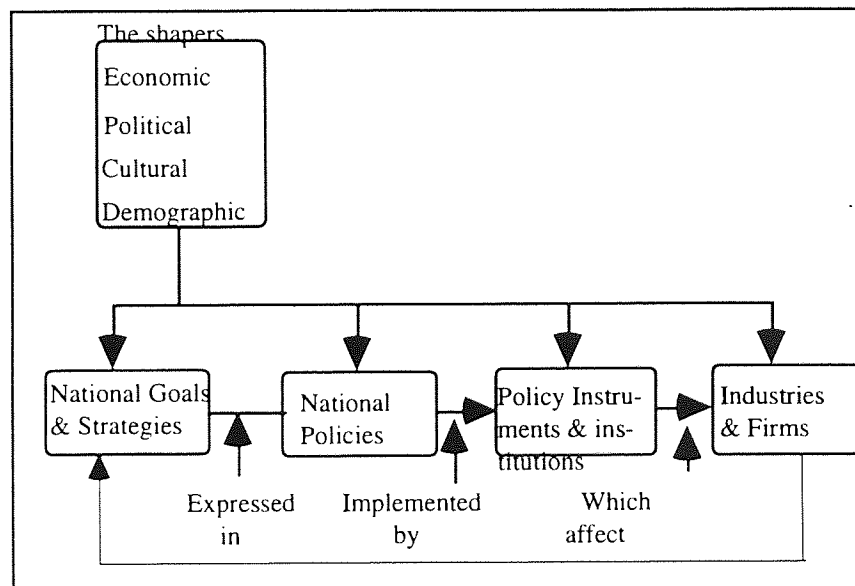 The shapers
Economic
Political
Cultural
Demographic
National Goals
& Strategies
National
Policies
Policy Instru-
ments & ins-
titutions
Industries
& Firms
Expressed
in
Implemented
by
Which
affect